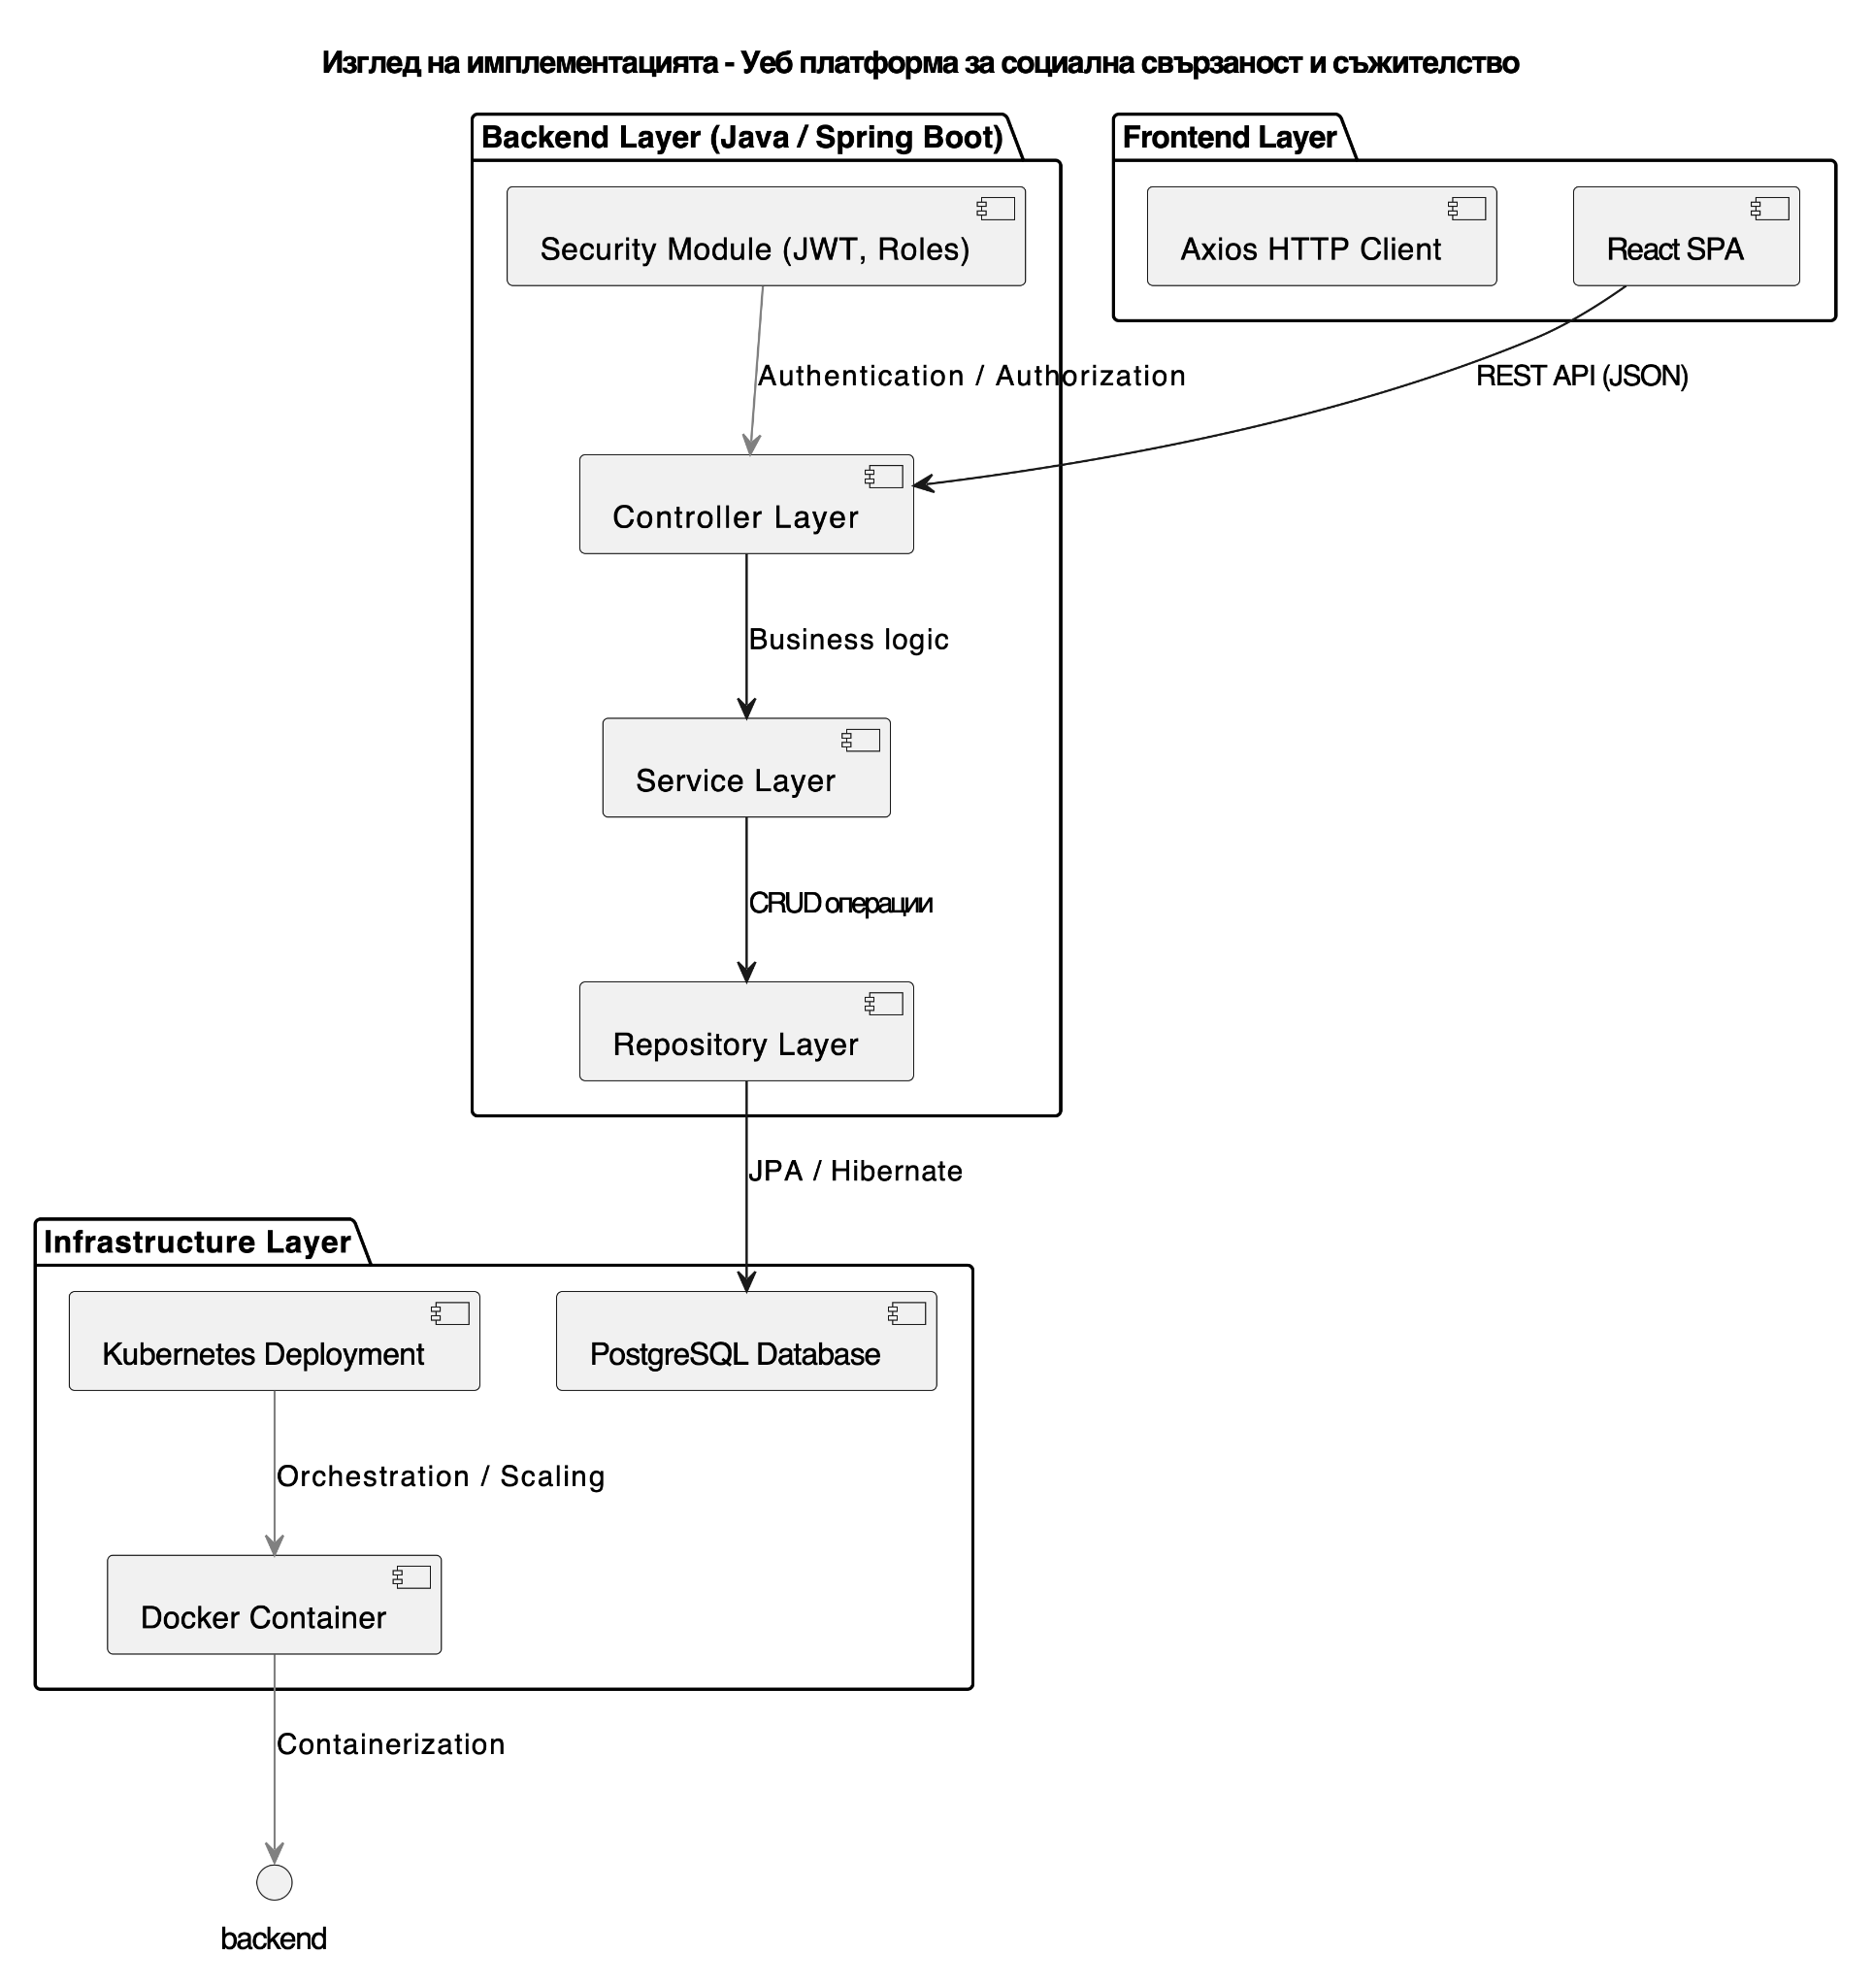 Изглед на имплементацията - Уеб платформа за социална свързаност и съжителство
Backend Layer (Java / Spring Boot)
Frontend Layer
Security Module (JWT, Roles)
Axios HTTP Client
React SPA
Authentication / Authorization
REST API (JSON)
Controller Layer
Business logic
Service Layer
CRUD операции
Repository Layer
JPA / Hibernate
Infrastructure Layer
Kubernetes Deployment
PostgreSQL Database
Orchestration / Scaling
Docker Container
Containerization
backend